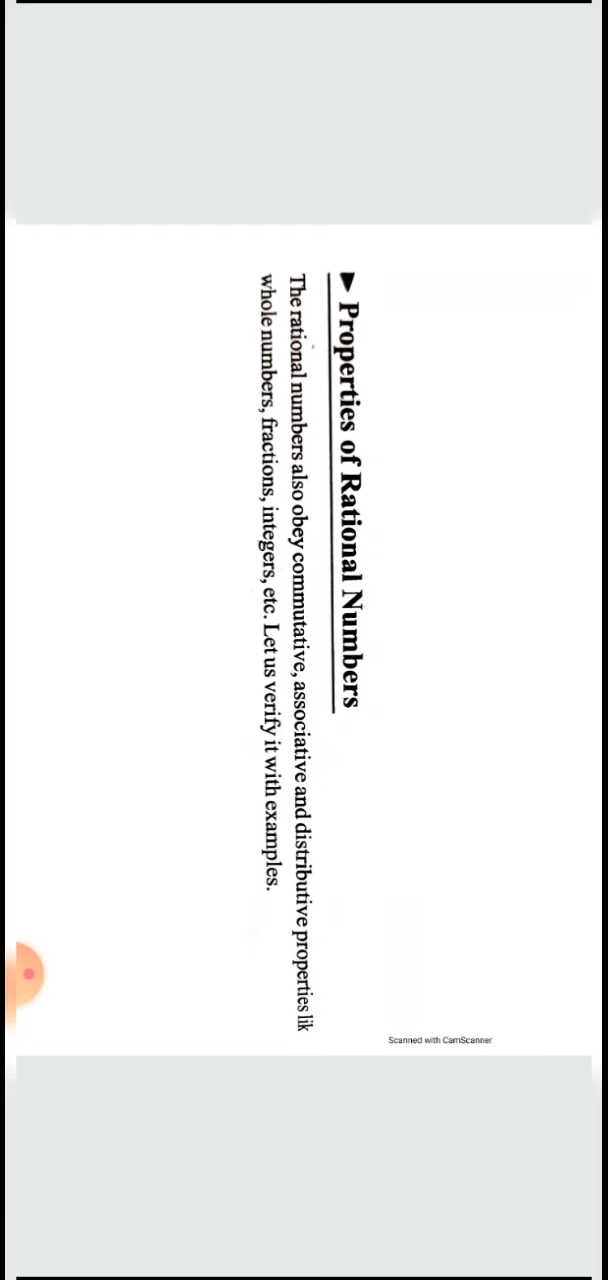 ▶ Properties of Rational Numbers
The rational numbers also obey commutative, associative and distributive properties lik
whole numbers, fractions, integers, etc. Let us verify it with examples.
Scanned with CamScanner